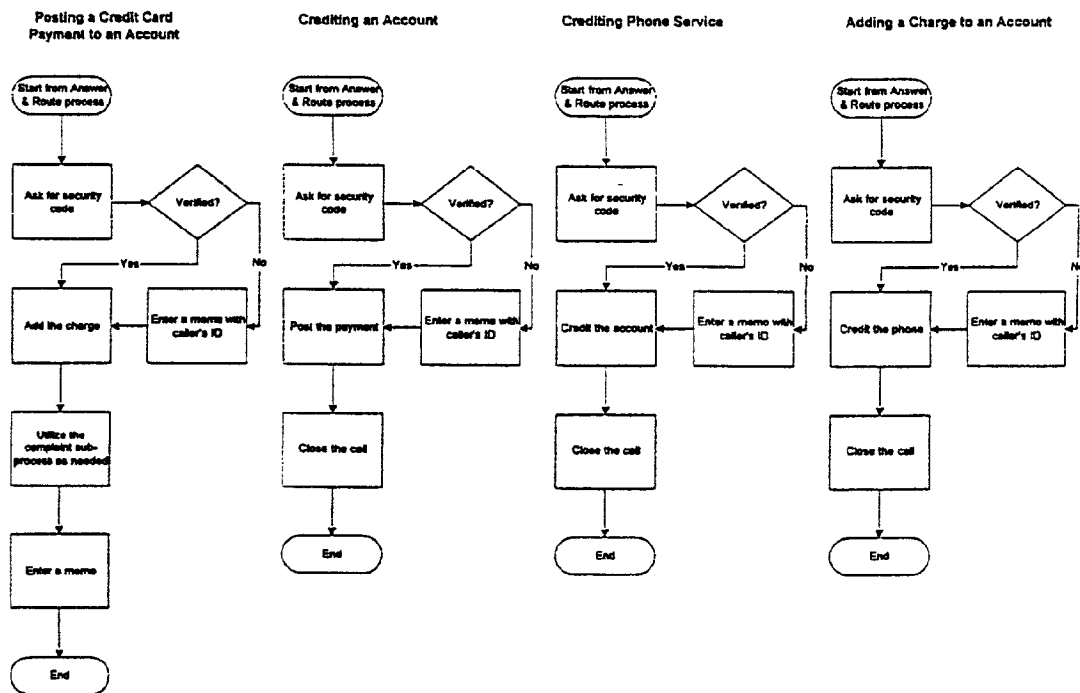 Posting a Credit Card
Payment to an Account
Start from Answer
& Route process
Ask for security
code
Verified?
Yes
No
Add the charge
Enter a memo with
caller's ID
Utilize the
complaint sub-
process as needed
Enter a memo
End
Crediting an Account
Start from Answer
& Route process
Ask for security
code
Verified?
Yes
No
Post the payment
Enter a memo with
caller's ID
Close the call
End
Crediting Phone Service
Start from Answer
& Route process
Ask for security
code
Verified?
Yes
No
Credit the account
Enter a memo with
caller's ID
Close the call
End
Adding a Charge to an Account
Start from Answer
& Route process
Ask for security
code
Verified?
Yes
No
Credit the phone
Enter a memo with
caller's ID
Close the call
End